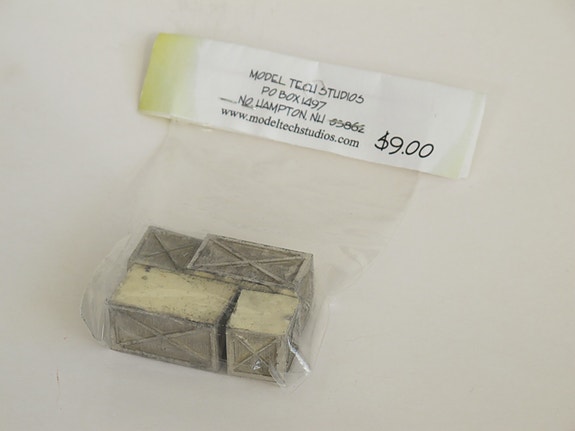 MODEL TECH STUDIOS
PO BOX 1497
NO. HAMPTON, NH 03862
www.modeltechstudios.com
$9.00